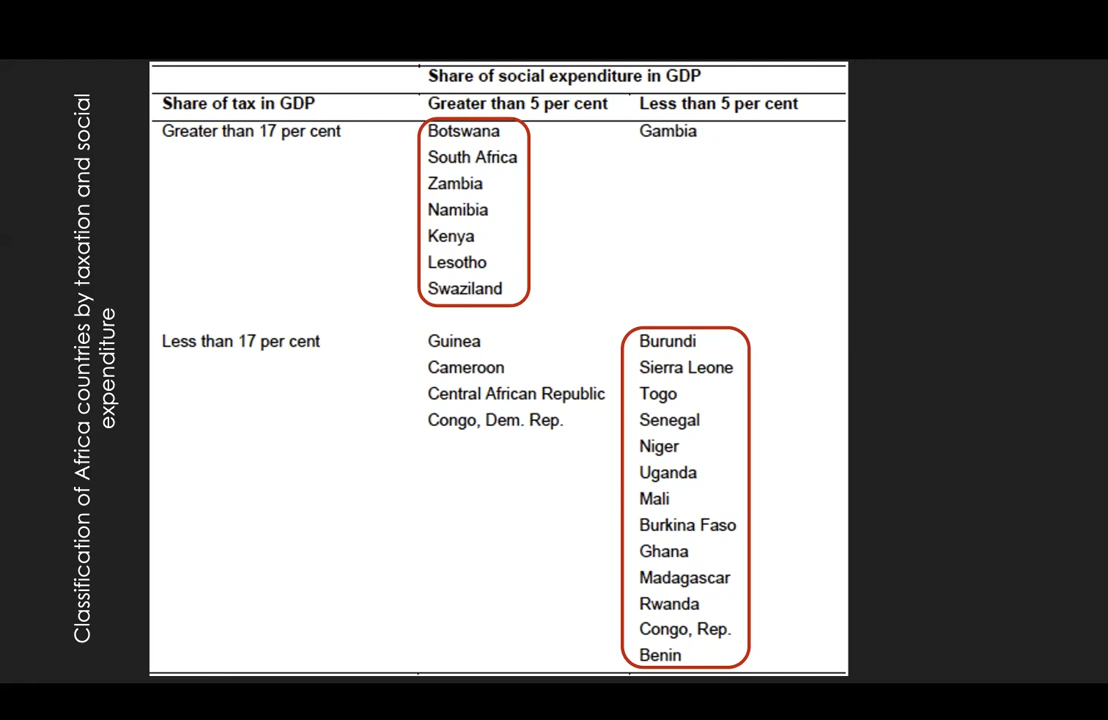 Classification of Africa countries by taxation and social
expenditure
Share of social expenditure in GDP
Share of tax in GDP Greater than 5 per cent Less than 5 per cent
Greater than 17 per cent Botswana Gambia
South Africa
Zambia
Namibia
Kenya
Lesotho
Swaziland
Less than 17 per cent Guinea Burundi
Cameroon Sierra Leone
Central African Republic Togo
Congo, Dem. Rep. Senegal
Niger
Uganda
Mali
Burkina Faso
Ghana
Madagascar
Rwanda
Congo, Rep.
Benin